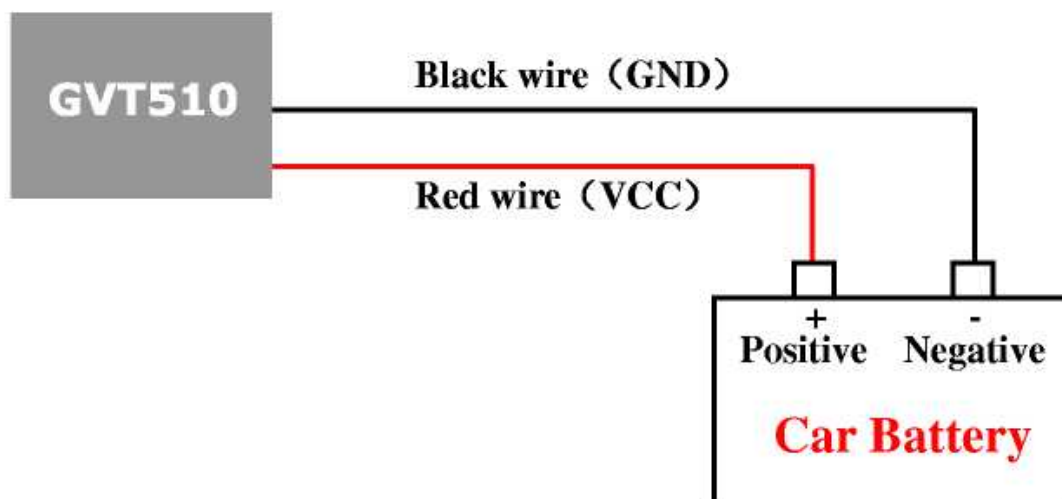 GVT510
Black wire（GND）
Red wire（VCC）
+ -
Positive Negative
Car Battery